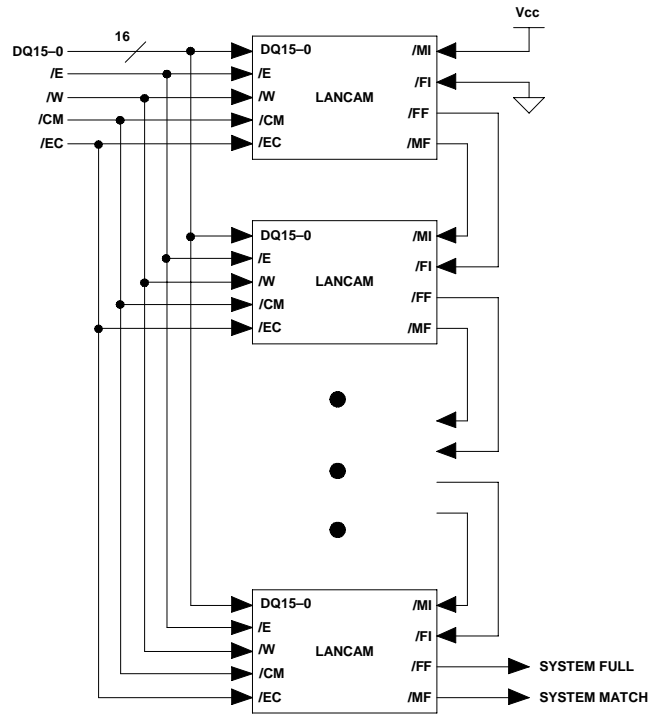 Vcc
16
DQ15–0
/E
/W
/CM
/EC
DQ15–0
/E
/W
/CM
/EC
LANCAM
/MI
/FI
/FF
/MF
DQ15–0
/E
/W
/CM
/EC
LANCAM
/MI
/FI
/FF
/MF
DQ15–0
/E
/W
/CM
/EC
LANCAM
/MI
/FI
/FF
/MF
SYSTEM FULL
SYSTEM MATCH